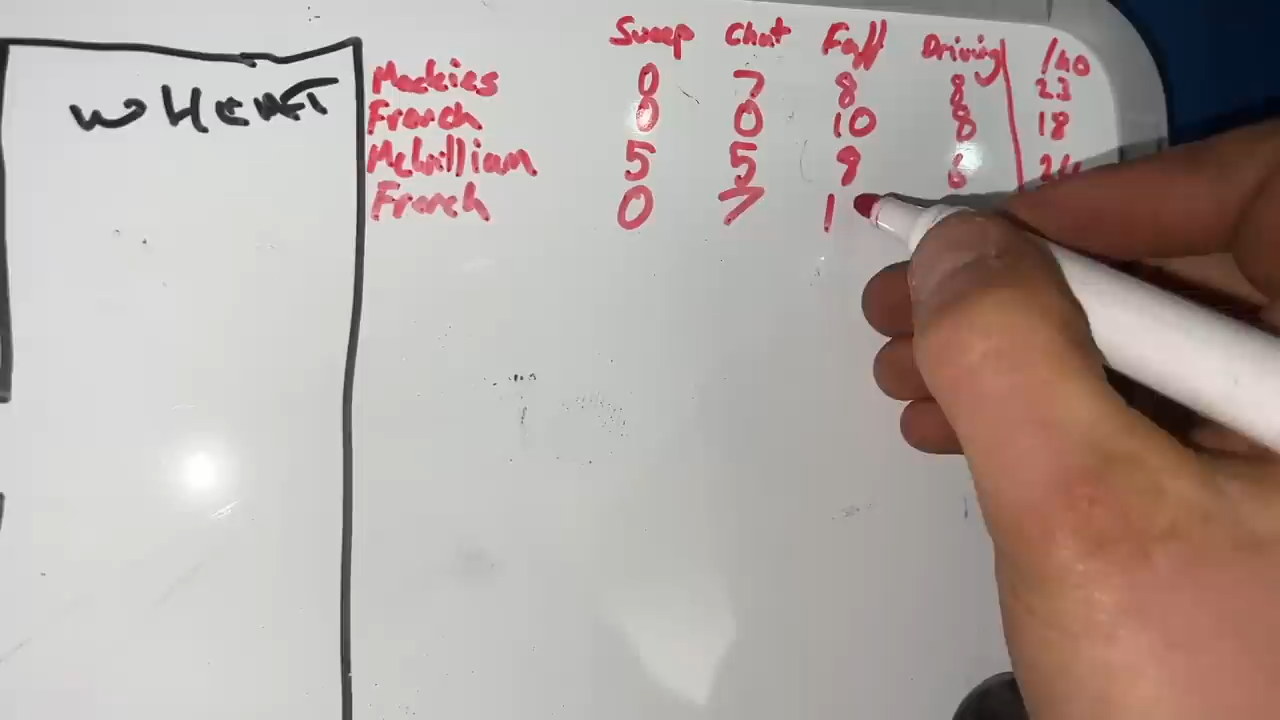 Sweep Chat Faff Driving /40
WHEAT
Mackies 0 7 8 8 23
French 0 0 10 8 18
McWilliam 5 5 9 6
French 0 7 1